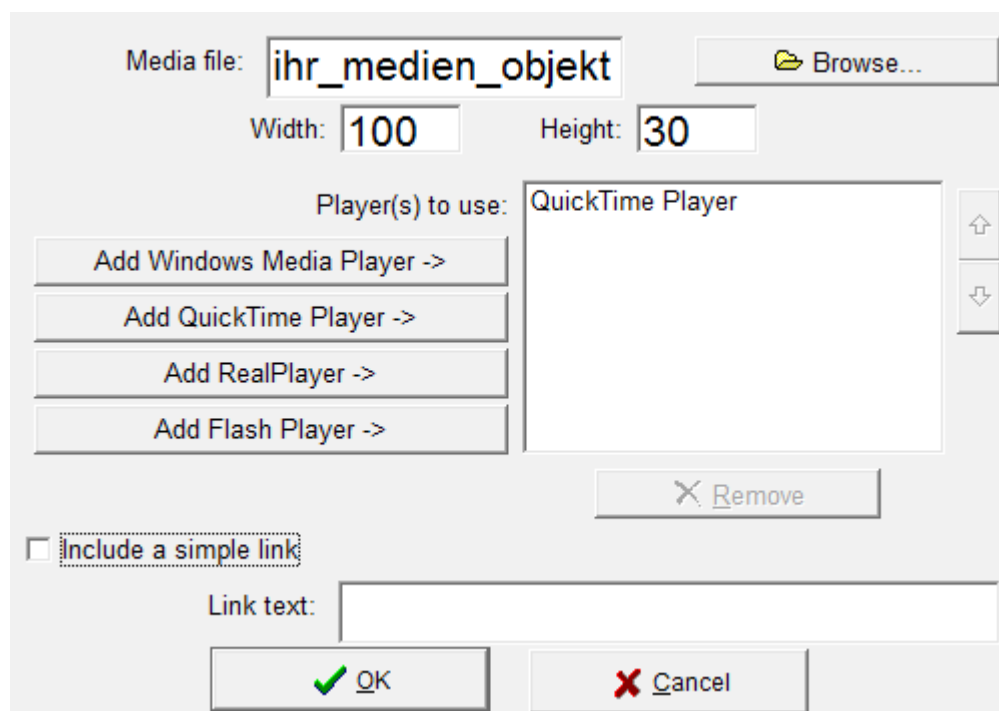 Media file: ihr_medien_objekt Browse...
Width: 100 Height: 30
Player(s) to use: QuickTime Player
Add Windows Media Player ->
Add QuickTime Player ->
Add RealPlayer ->
Add Flash Player ->
Remove
Include a simple link
Link text:
OK Cancel